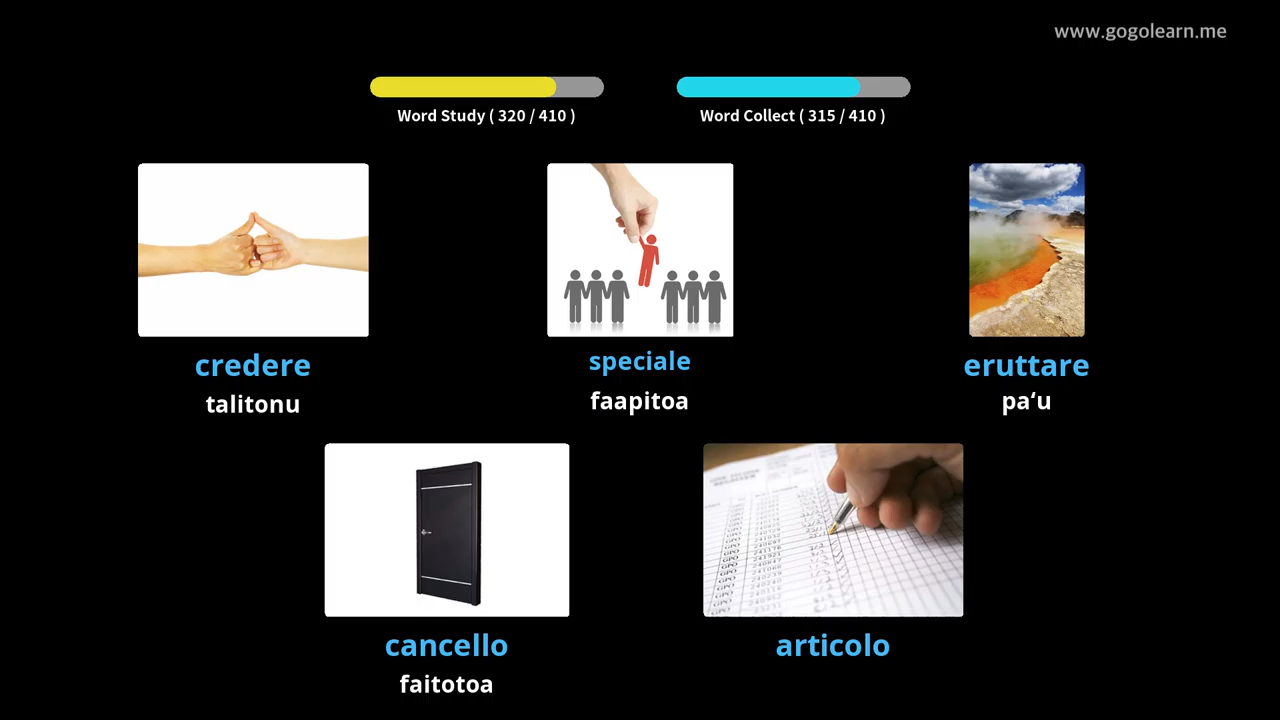 www.gogolearn.me
Word Study ( 320 / 410 )
Word Collect ( 315 / 410 )
credere
talitonu
speciale
faapitoa
eruttare
paʻu
cancello
faitotoa
articolo